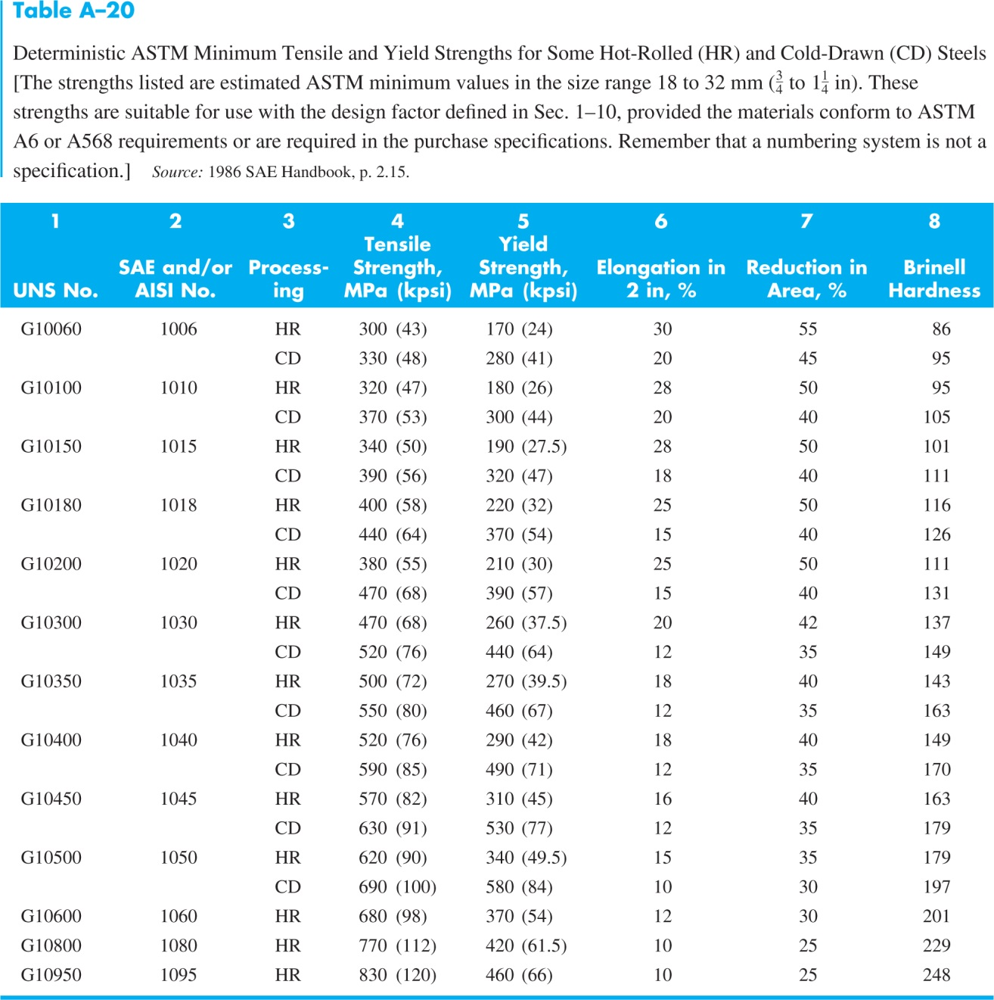 Table A–20
Deterministic ASTM Minimum Tensile and Yield Strengths for Some Hot-Rolled (HR) and Cold-Drawn (CD) Steels
[The strengths listed are estimated ASTM minimum values in the size range 18 to 32 mm (3/4 to 1 1/4 in). These
strengths are suitable for use with the design factor defined in Sec. 1–10, provided the materials conform to ASTM
A6 or A568 requirements or are required in the purchase specifications. Remember that a numbering system is not a
specification.] Source: 1986 SAE Handbook, p. 2.15.
1 2 3 4 5 6 7 8
Tensile Yield
SAE and/or Process- Strength, Strength, Elongation in Reduction in Brinell
UNS No. AISI No. ing MPa (kpsi) MPa (kpsi) 2 in, % Area, % Hardness
G10060 1006 HR 300 (43) 170 (24) 30 55 86
CD 330 (48) 280 (41) 20 45 95
G10100 1010 HR 320 (47) 180 (26) 28 50 95
CD 370 (53) 300 (44) 20 40 105
G10150 1015 HR 340 (50) 190 (27.5) 28 50 101
CD 390 (56) 320 (47) 18 40 111
G10180 1018 HR 400 (58) 220 (32) 25 50 116
CD 440 (64) 370 (54) 15 40 126
G10200 1020 HR 380 (55) 210 (30) 25 50 111
CD 470 (68) 390 (57) 15 40 131
G10300 1030 HR 470 (68) 260 (37.5) 20 42 137
CD 520 (76) 440 (64) 12 35 149
G10350 1035 HR 500 (72) 270 (39.5) 18 40 143
CD 550 (80) 460 (67) 12 35 163
G10400 1040 HR 520 (76) 290 (42) 18 40 149
CD 590 (85) 490 (71) 12 35 170
G10450 1045 HR 570 (82) 310 (45) 16 40 163
CD 630 (91) 530 (77) 12 35 179
G10500 1050 HR 620 (90) 340 (49.5) 15 35 179
CD 690 (100) 580 (84) 10 30 197
G10600 1060 HR 680 (98) 370 (54) 12 30 201
G10800 1080 HR 770 (112) 420 (61.5) 10 25 229
G10950 1095 HR 830 (120) 460 (66) 10 25 248